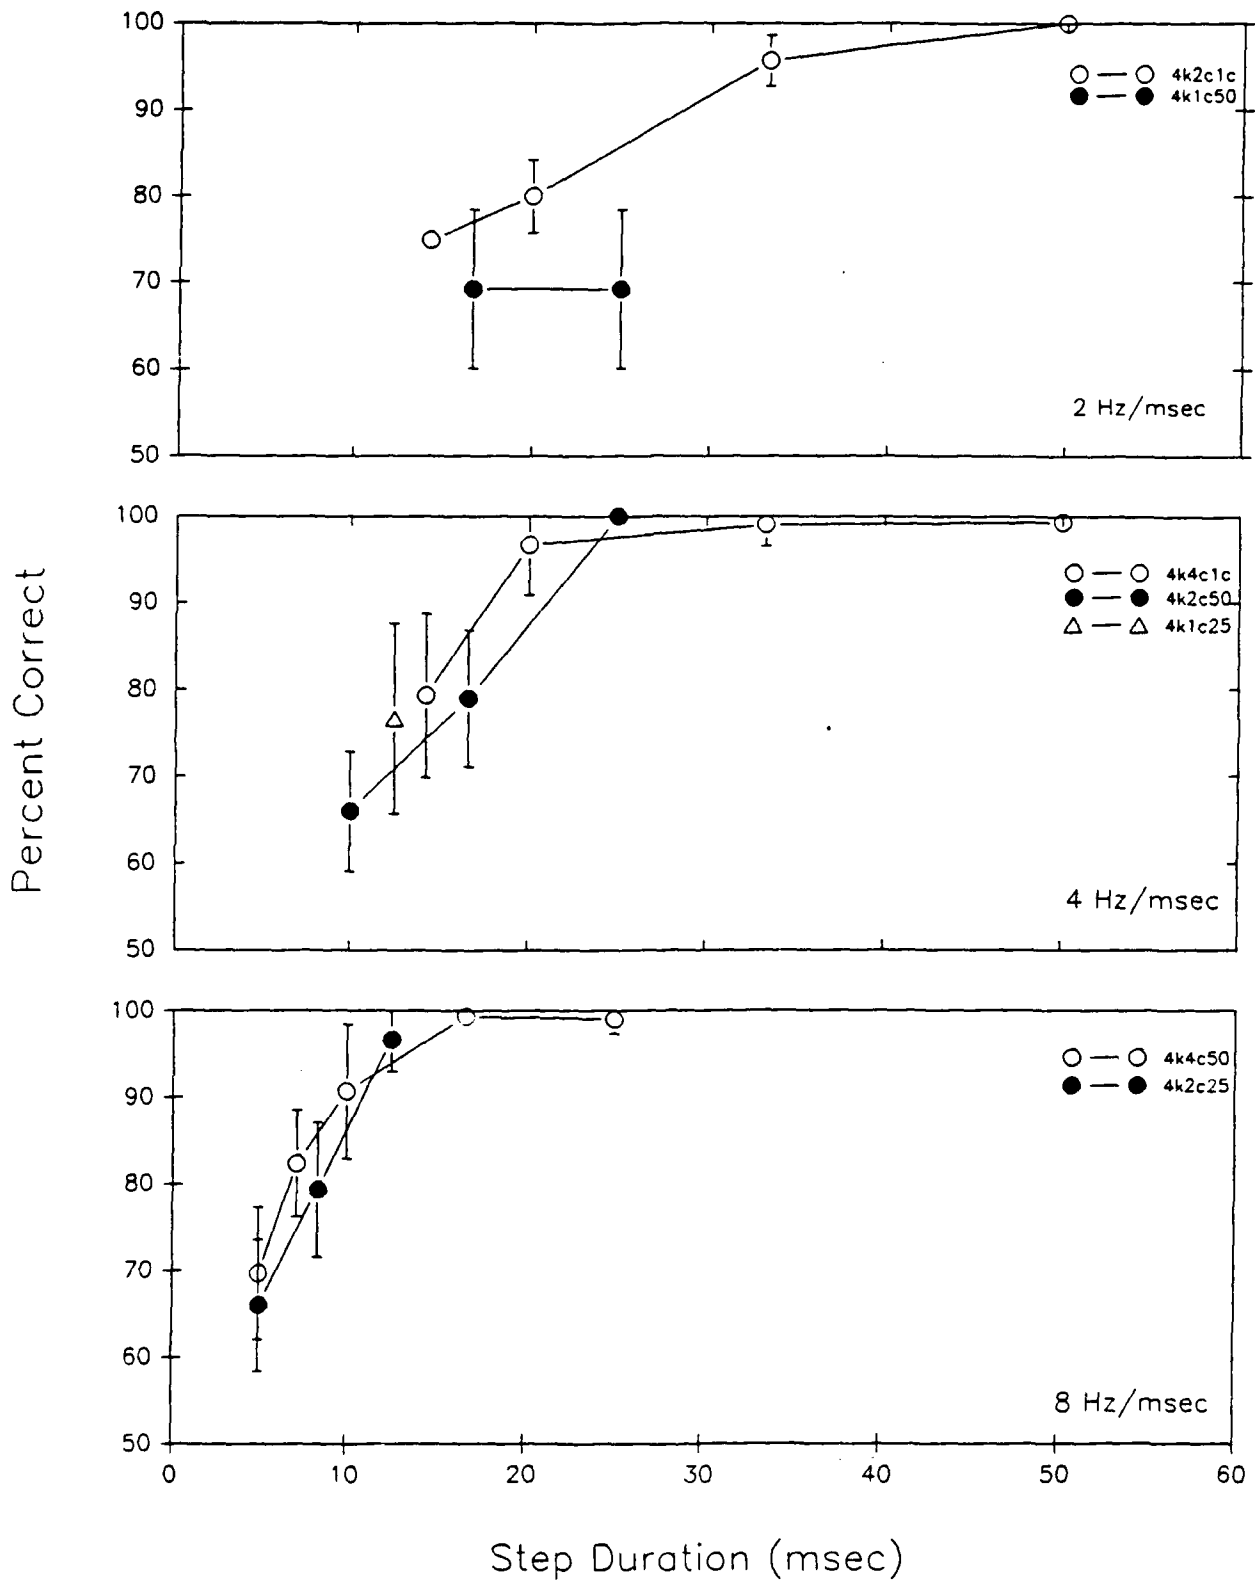 100
90
80
70
60
50
4k2c1c
4k1c50
2 Hz/msec
Percent Correct
100
90
80
70
60
50
4k4c1c
4k2c50
4k1c25
4 Hz/msec
100
90
80
70
60
50
4k4c50
4k2c25
8 Hz/msec
0 10 20 30 40 50 60
Step Duration (msec)